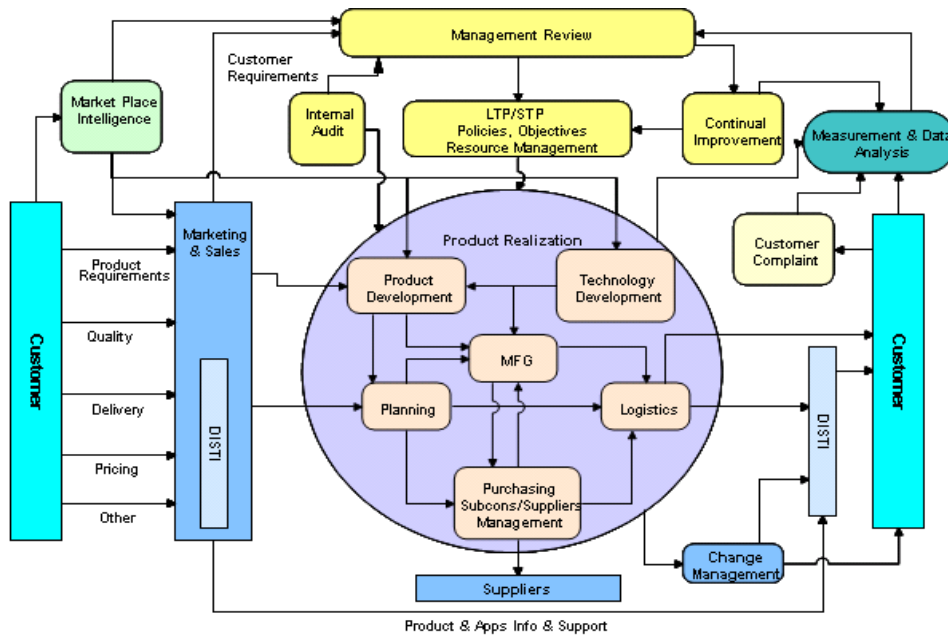 Management Review
Customer
Requirements
Market Place
Intelligence
Internal
Audit
LTP/STP
Policies, Objectives
Resource Management
Continual
Improvement
Measurement & Data
Analysis
Customer
Marketing
& Sales
Product
Requirements
Quality
Delivery
Pricing
Other
DISTI
Product Realization
Product
Development
Technology
Development
MFG
Planning
Logistics
Purchasing
Subcons/Suppliers
Management
Suppliers
Customer
Complaint
Customer
DISTI
Change
Management
Product & Apps Info & Support